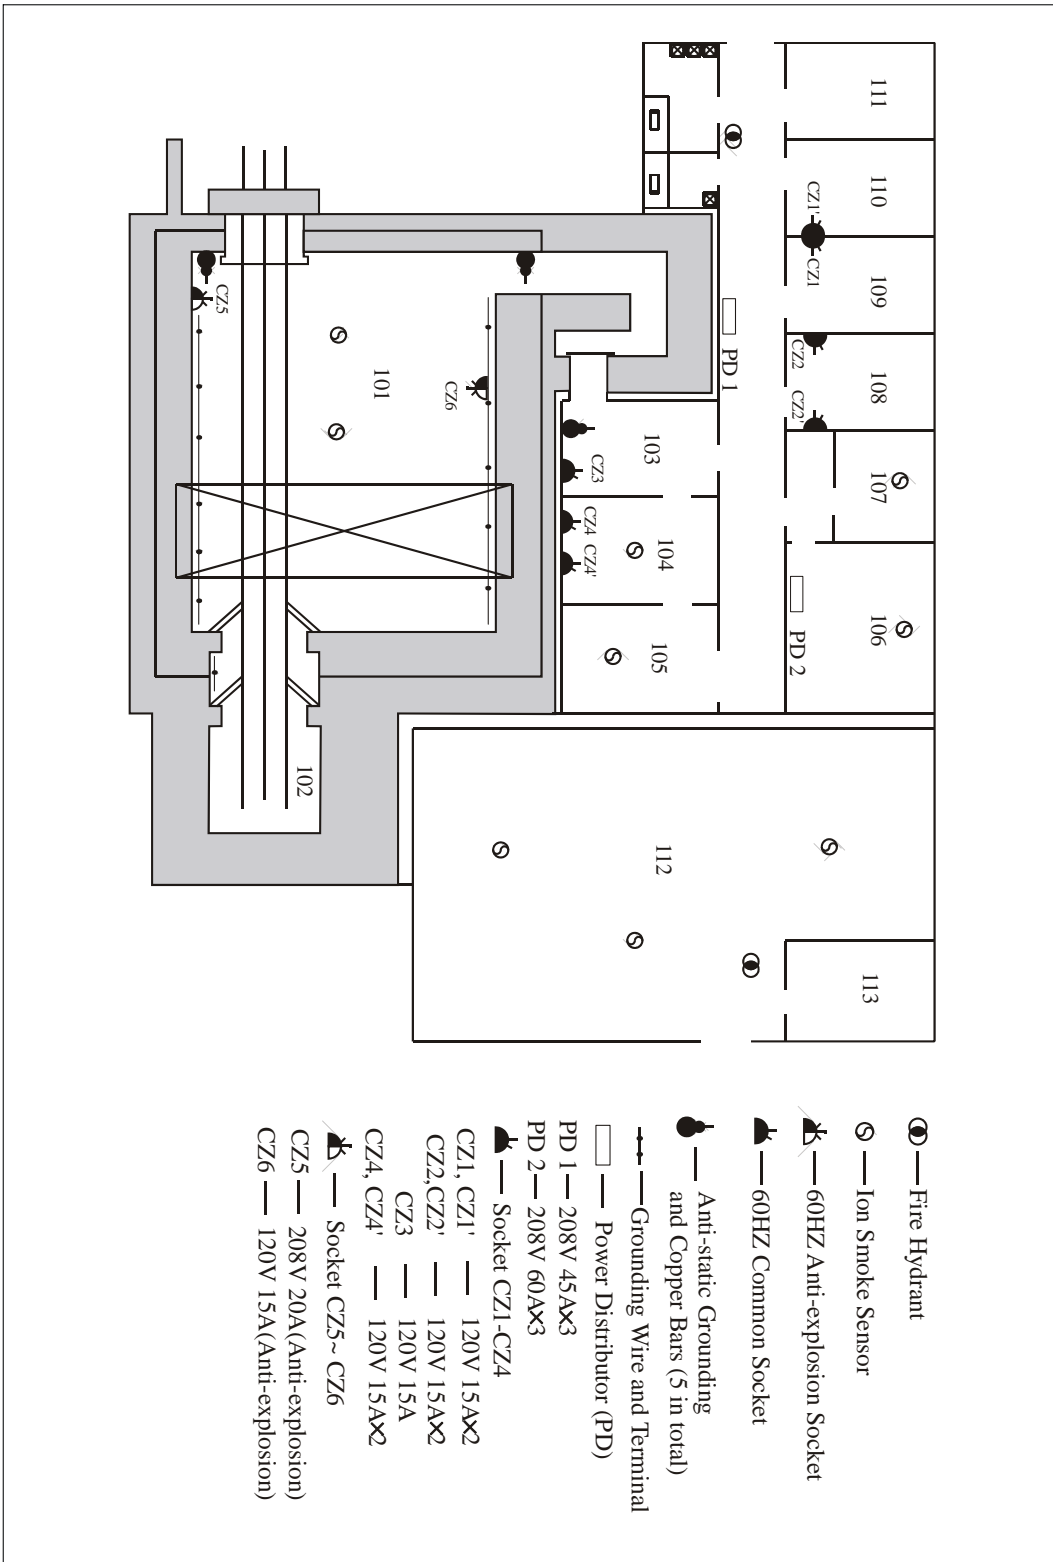 111
110
CZ1'
CZ1
109
CZ2
108
CZ2'
107
106
PD 1
PD 2
103
CZ3
104
CZ4
CZ4'
105
101
CZ5
CZ6
102
112
113
Fire Hydrant
Ion Smoke Sensor
60HZ Anti-explosion Socket
60HZ Common Socket
Anti-static Grounding
and Copper Bars (5 in total)
Grounding Wire and Terminal
Power Distributor (PD)
PD 1 — 208V 45A×3
PD 2 — 208V 60A×3
Socket CZ1-CZ4
CZ1, CZ1' — 120V 15A×2
CZ2,CZ2' — 120V 15A×2
CZ3 — 120V 15A
CZ4, CZ4' — 120V 15A×2
Socket CZ5~ CZ6
CZ5 — 208V 20A(Anti-explosion)
CZ6 — 120V 15A(Anti-explosion)